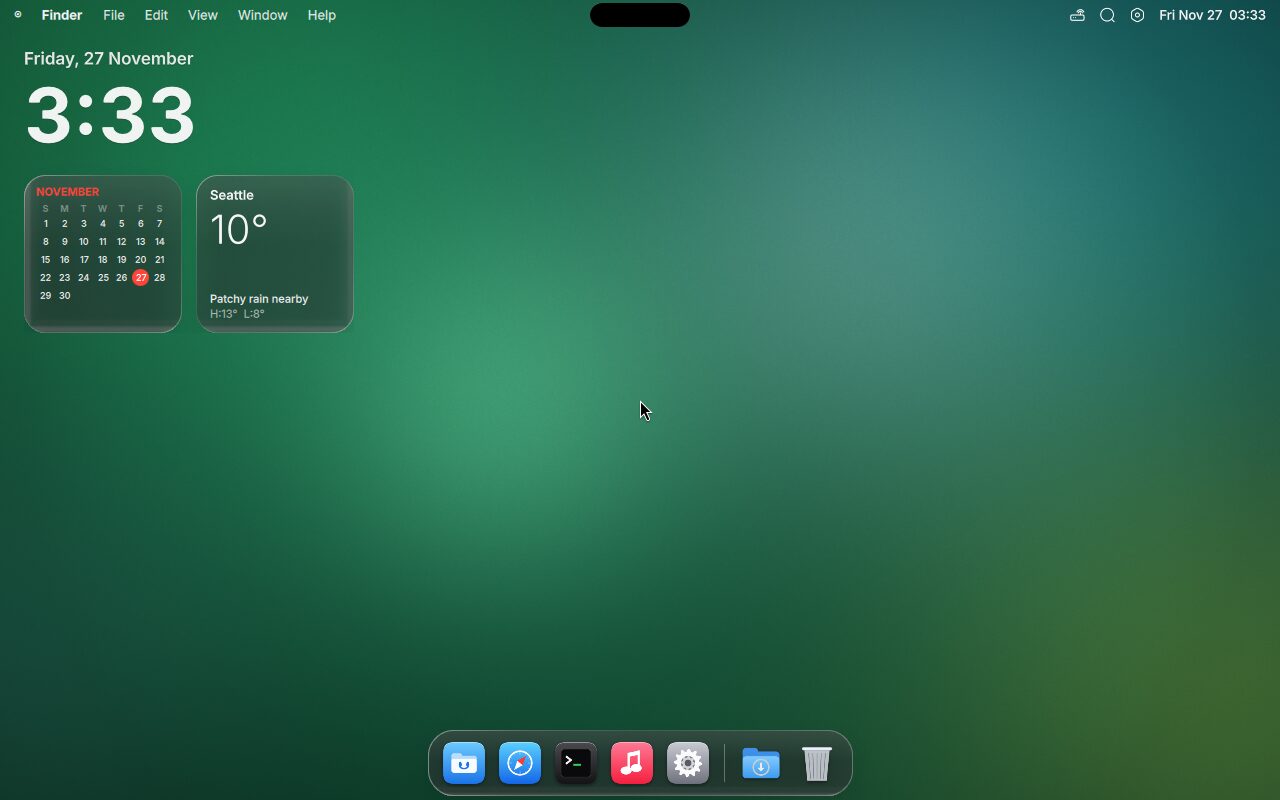 Finder File Edit View Window Help
Fri Nov 27 03:33
Friday, 27 November
3:33
NOVEMBER
S M T W T F S
1 2 3 4 5 6 7
8 9 10 11 12 13 14
15 16 17 18 19 20 21
22 23 24 25 26 27 28
29 30
Seattle
10°
Patchy rain nearby
H:13° L:8°